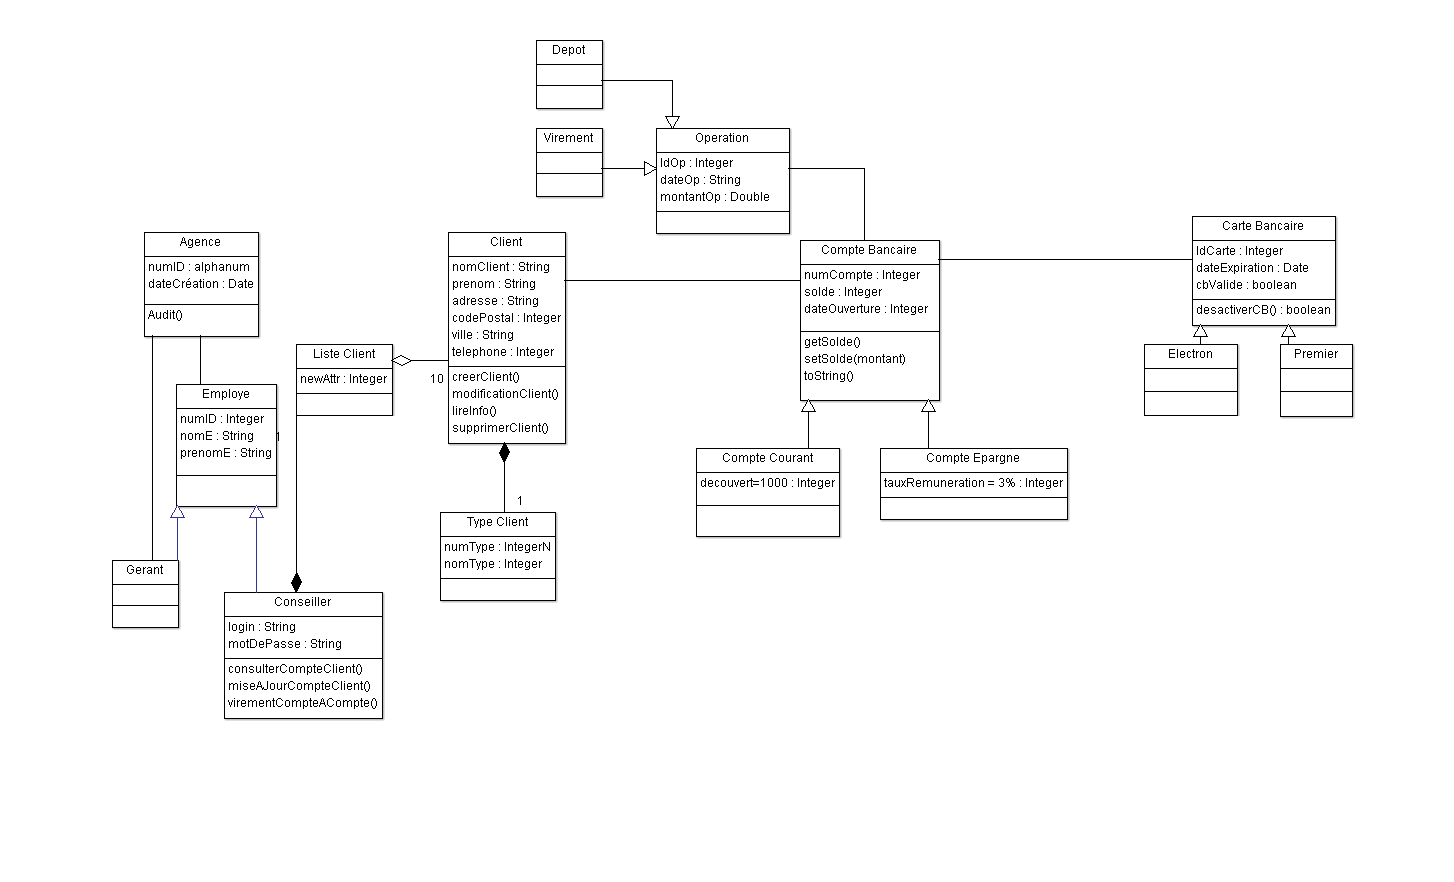 Depot
Virement
Operation
IdOp : Integer
dateOp : String
montantOp : Double
Agence
numID : alphanum
dateCréation : Date
Audit()
Client
nomClient : String
prenom : String
adresse : String
codePostal : Integer
ville : String
telephone : Integer
creerClient()
modificationClient()
lireInfo()
supprimerClient()
Compte Bancaire
numCompte : Integer
solde : Integer
dateOuverture : Integer
getSolde()
setSolde(montant)
toString()
Carte Bancaire
IdCarte : Integer
dateExpiration : Date
cbValide : boolean
desactiverCB() : boolean
Liste Client
newAttr : Integer
10
Electron
Premier
Employe
numID : Integer
nomE : String
prenomE : String
1
Compte Courant
decouvert=1000 : Integer
Compte Epargne
tauxRemuneration = 3% : Integer
1
Type Client
numType : IntegerN
nomType : Integer
Gerant
Conseiller
login : String
motDePasse : String
consulterCompteClient()
miseAJourCompteClient()
virementCompteACompte()